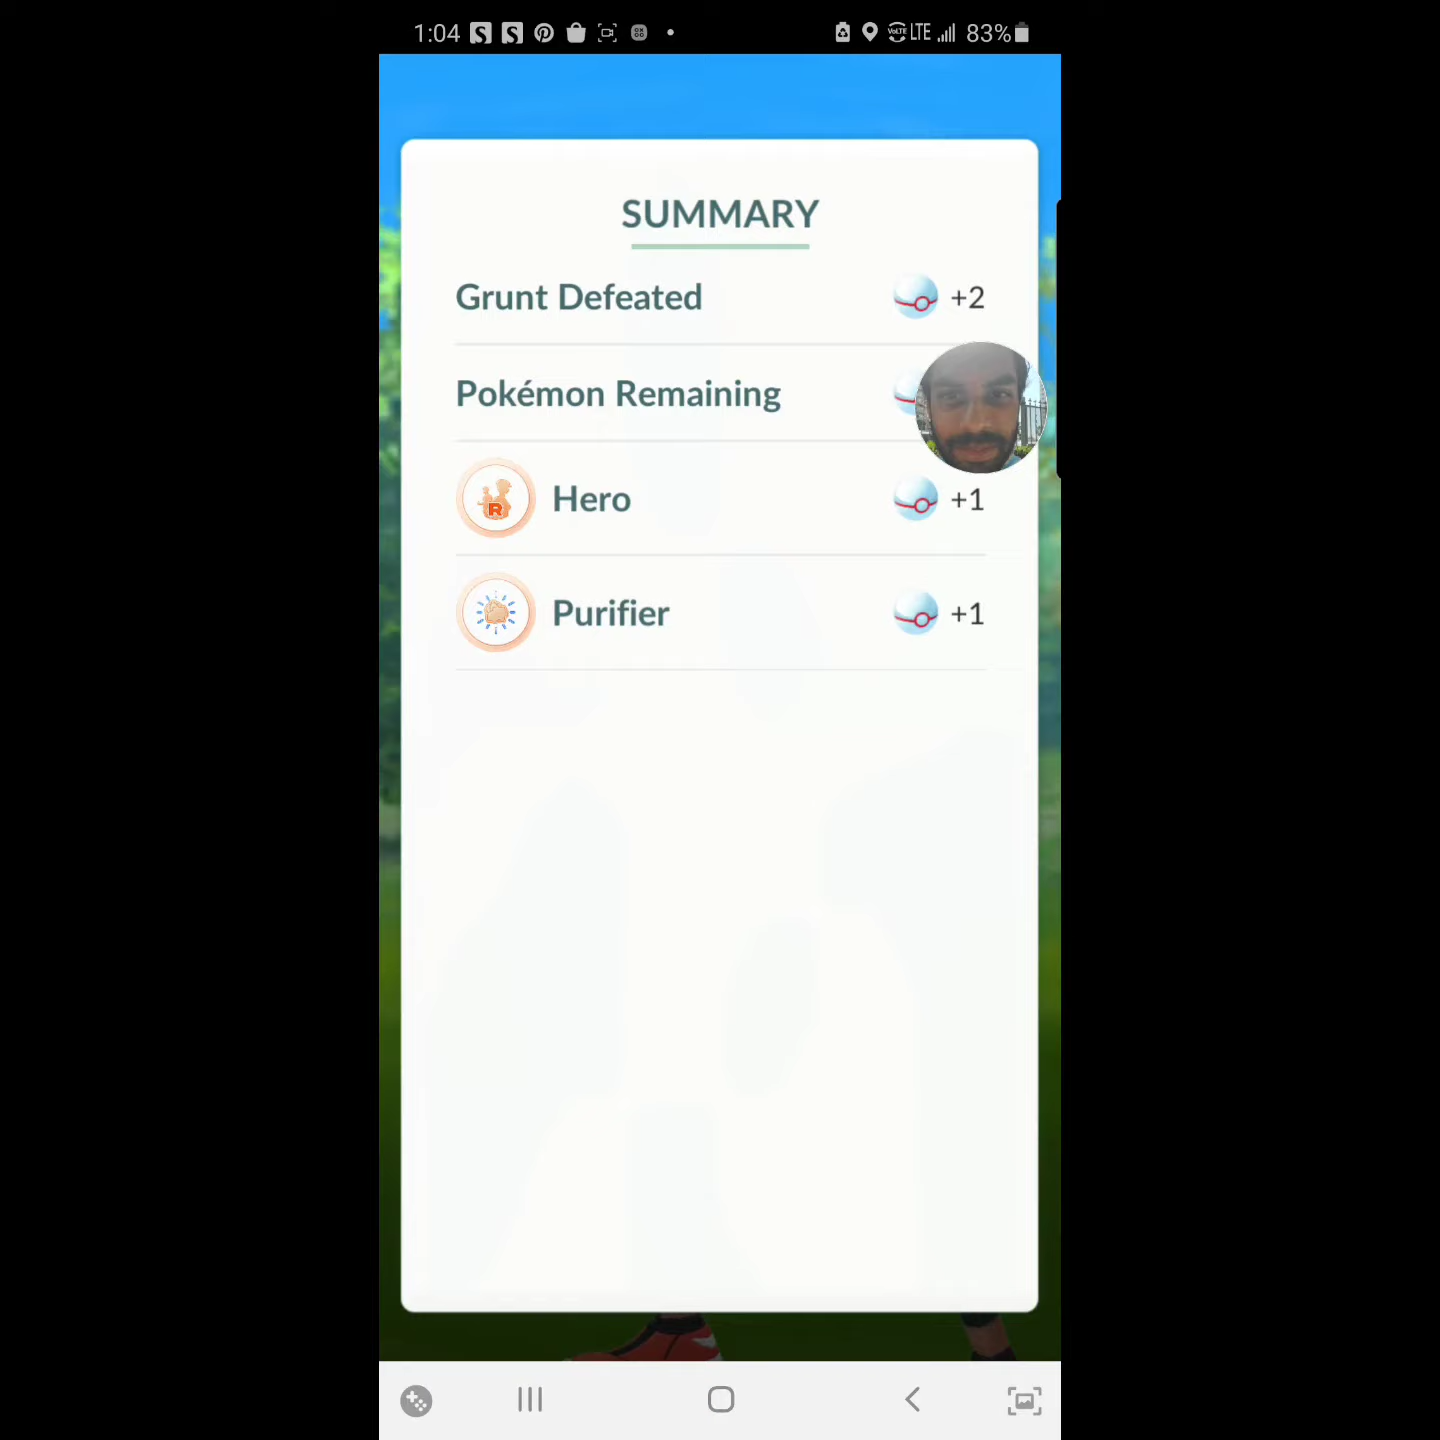 1:04 LTE 83%
SUMMARY
Grunt Defeated +2
Pokémon Remaining
Hero +1
R
Purifier +1